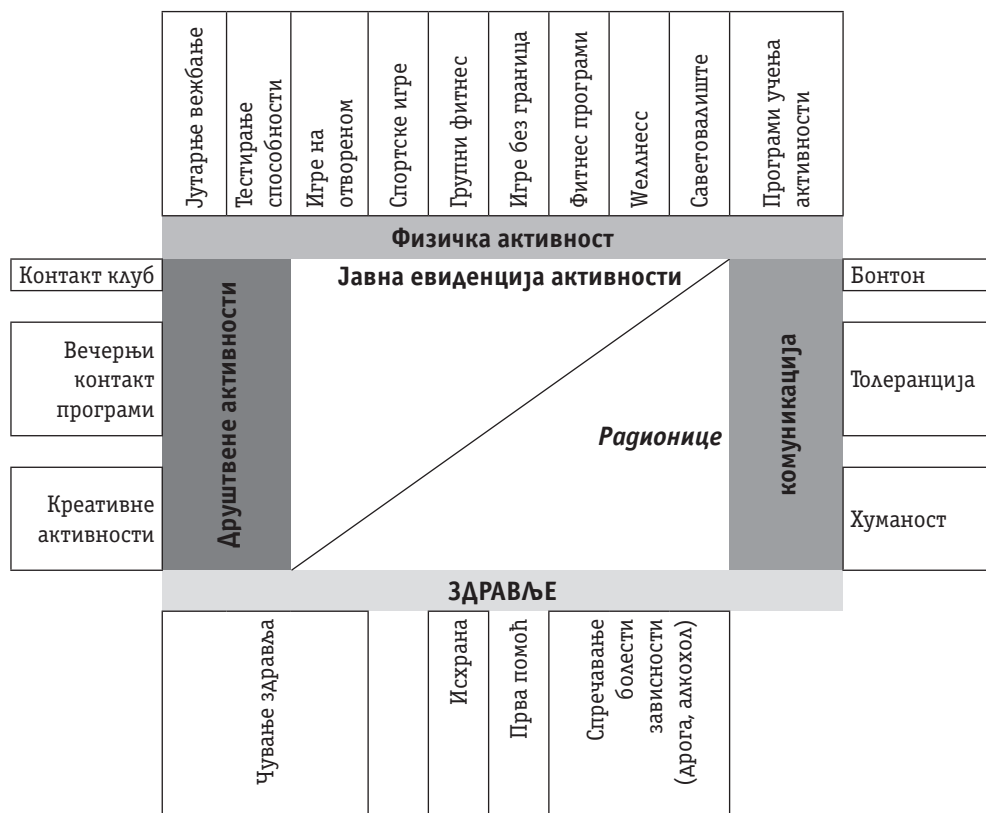 Јутарње вежбање
Тестирање
способности
Игре на
отвореном
Спортске игре
Групни фитнес
Игре без граница
Фитнес програми
Wеллнесс
Саветовалиште
Програми учења
активности
Физичка активност
Контакт клуб
Вечерњи
контакт
програми
Креативне
активности
Друштвене активности
Јавна евиденција активности
Радионице
комуникација
Бонтон
Толеранција
Хуманост
ЗДРАВЉЕ
Чување здравља
Исхрана
Прва помоћ
Спречавање
болести
зависности
(дрога, алкохол)